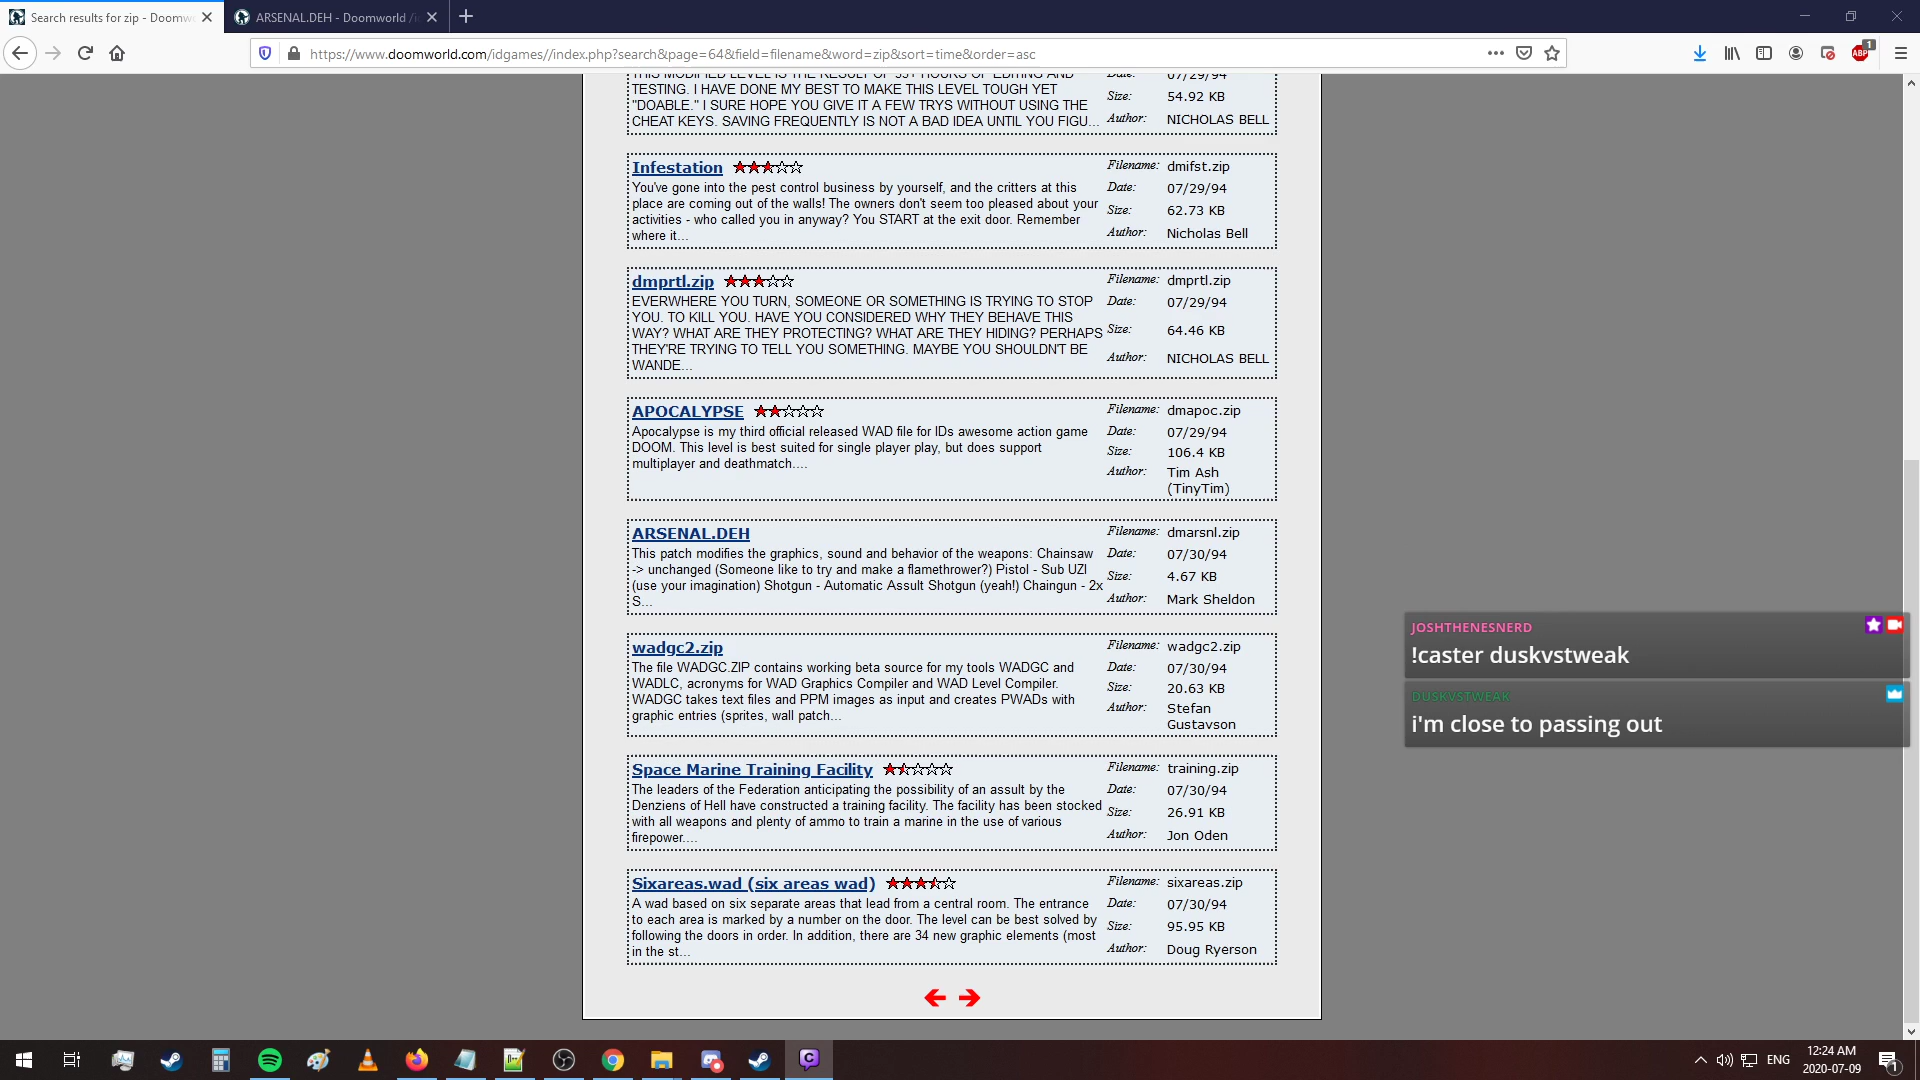 Search results for zip - Doomwo
ARSENAL.DEH - Doomworld /i
https://www.doomworld.com/idgames//index.php?search&page=64&field=filename&word=zip&sort=time&order=asc
1
THIS MODIFIED LEVEL IS THE RESULT OF 55+ HOURS OF EDITING AND
TESTING. I HAVE DONE MY BEST TO MAKE THIS LEVEL TOUGH YET
"DOABLE." I SURE HOPE YOU GIVE IT A FEW TRYS WITHOUT USING THE
CHEAT KEYS. SAVING FREQUENTLY IS NOT A BAD IDEA UNTIL YOU FIGU...
Date: 07/29/94
Size: 54.92 KB
Author: NICHOLAS BELL
Infestation
You've gone into the pest control business by yourself, and the critters at this
place are coming out of the walls! The owners don't seem too pleased about your
activities - who called you in anyway? You START at the exit door. Remember
where it...
Filename: dmifst.zip
Date: 07/29/94
Size: 62.73 KB
Author: Nicholas Bell
dmprtl.zip
EVERWHERE YOU TURN, SOMEONE OR SOMETHING IS TRYING TO STOP
YOU. TO KILL YOU. HAVE YOU CONSIDERED WHY THEY BEHAVE THIS
WAY? WHAT ARE THEY PROTECTING? WHAT ARE THEY HIDING? PERHAPS
THEY'RE TRYING TO TELL YOU SOMETHING. MAYBE YOU SHOULDN'T BE
WANDE...
Filename: dmprtl.zip
Date: 07/29/94
Size: 64.46 KB
Author: NICHOLAS BELL
APOCALYPSE
Apocalypse is my third official released WAD file for IDs awesome action game
DOOM. This level is best suited for single player play, but does support
multiplayer and deathmatch....
Filename: dmapoc.zip
Date: 07/29/94
Size: 106.4 KB
Author: Tim Ash
(TinyTim)
ARSENAL.DEH
This patch modifies the graphics, sound and behavior of the weapons: Chainsaw
-> unchanged (Someone like to try and make a flamethrower?) Pistol - Sub UZI
(use your imagination) Shotgun - Automatic Assult Shotgun (yeah!) Chaingun - 2x
S...
Filename: dmarsnl.zip
Date: 07/30/94
Size: 4.67 KB
Author: Mark Sheldon
wadgc2.zip
The file WADGC.ZIP contains working beta source for my tools WADGC and
WADLC, acronyms for WAD Graphics Compiler and WAD Level Compiler.
WADGC takes text files and PPM images as input and creates PWADs with
graphic entries (sprites, wall patch...
Filename: wadgc2.zip
Date: 07/30/94
Size: 20.63 KB
Author: Stefan
Gustavson
Space Marine Training Facility
The leaders of the Federation anticipating the possibility of an assult by the
Denziens of Hell have constructed a training facility. The facility has been stocked
with all weapons and plenty of ammo to train a marine in the use of various
firepower....
Filename: training.zip
Date: 07/30/94
Size: 26.91 KB
Author: Jon Oden
Sixareas.wad (six areas wad)
A wad based on six separate areas that lead from a central room. The entrance
to each area is marked by a number on the door. The level can be best solved by
following the doors in order. In addition, there are 34 new graphic elements (most
in the st...
Filename: sixareas.zip
Date: 07/30/94
Size: 95.95 KB
Author: Doug Ryerson
JOSHTHENESNERD
!caster duskvstweak
DUSKVSTWEAK
i'm close to passing out
ENG
12:24 AM
2020-07-09
1